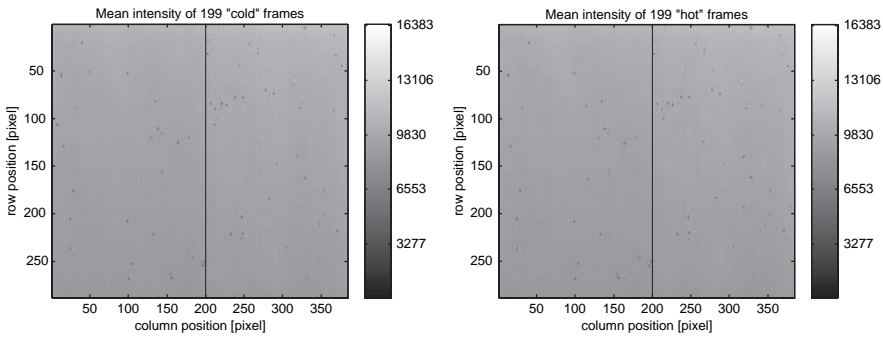 Mean intensity of 199 "cold" frames
50
100
150
200
250
row position [pixel]
50 100 150 200 250 300 350
column position [pixel]
16383
13106
9830
6553
3277
Mean intensity of 199 "hot" frames
50
100
150
200
250
row position [pixel]
50 100 150 200 250 300 350
column position [pixel]
16383
13106
9830
6553
3277